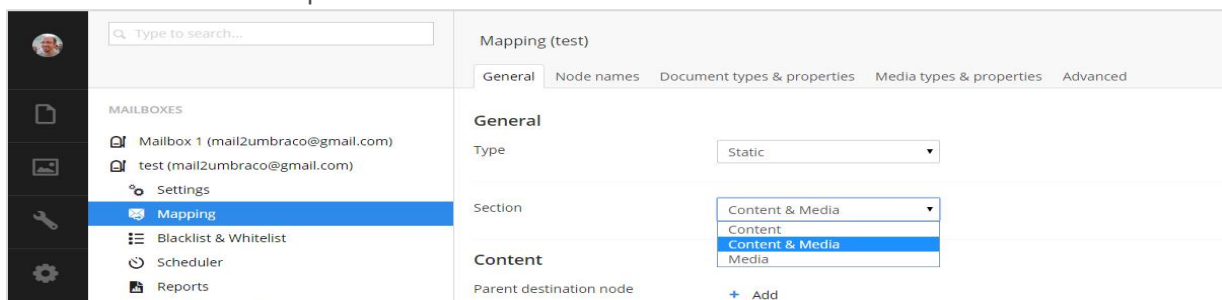 Type to search...
Mapping (test)
General Node names Document types & properties Media types & properties Advanced
MAILBOXES
Mailbox 1 (mail2umbraco@gmail.com)
test (mail2umbraco@gmail.com)
Settings
Mapping
Blacklist & Whitelist
Scheduler
Reports
General
Type Static
Section Content & Media
Content
Content & Media
Media
Content
Parent destination node + Add